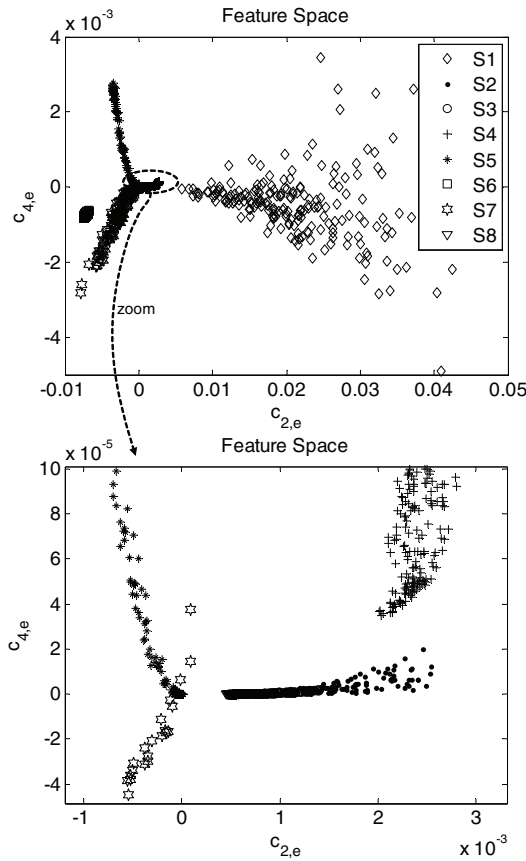 Feature Space
x 10^-3
4
2
0
-2
-4
c4,e
S1
S2
S3
S4
S5
S6
S7
S8
zoom
-0.01 0 0.01 0.02 0.03 0.04 0.05
c2,e
Feature Space
x 10^-5
10
8
6
4
2
0
-2
-4
c4,e
-1 0 1 2 3
c2,e
x 10^-3